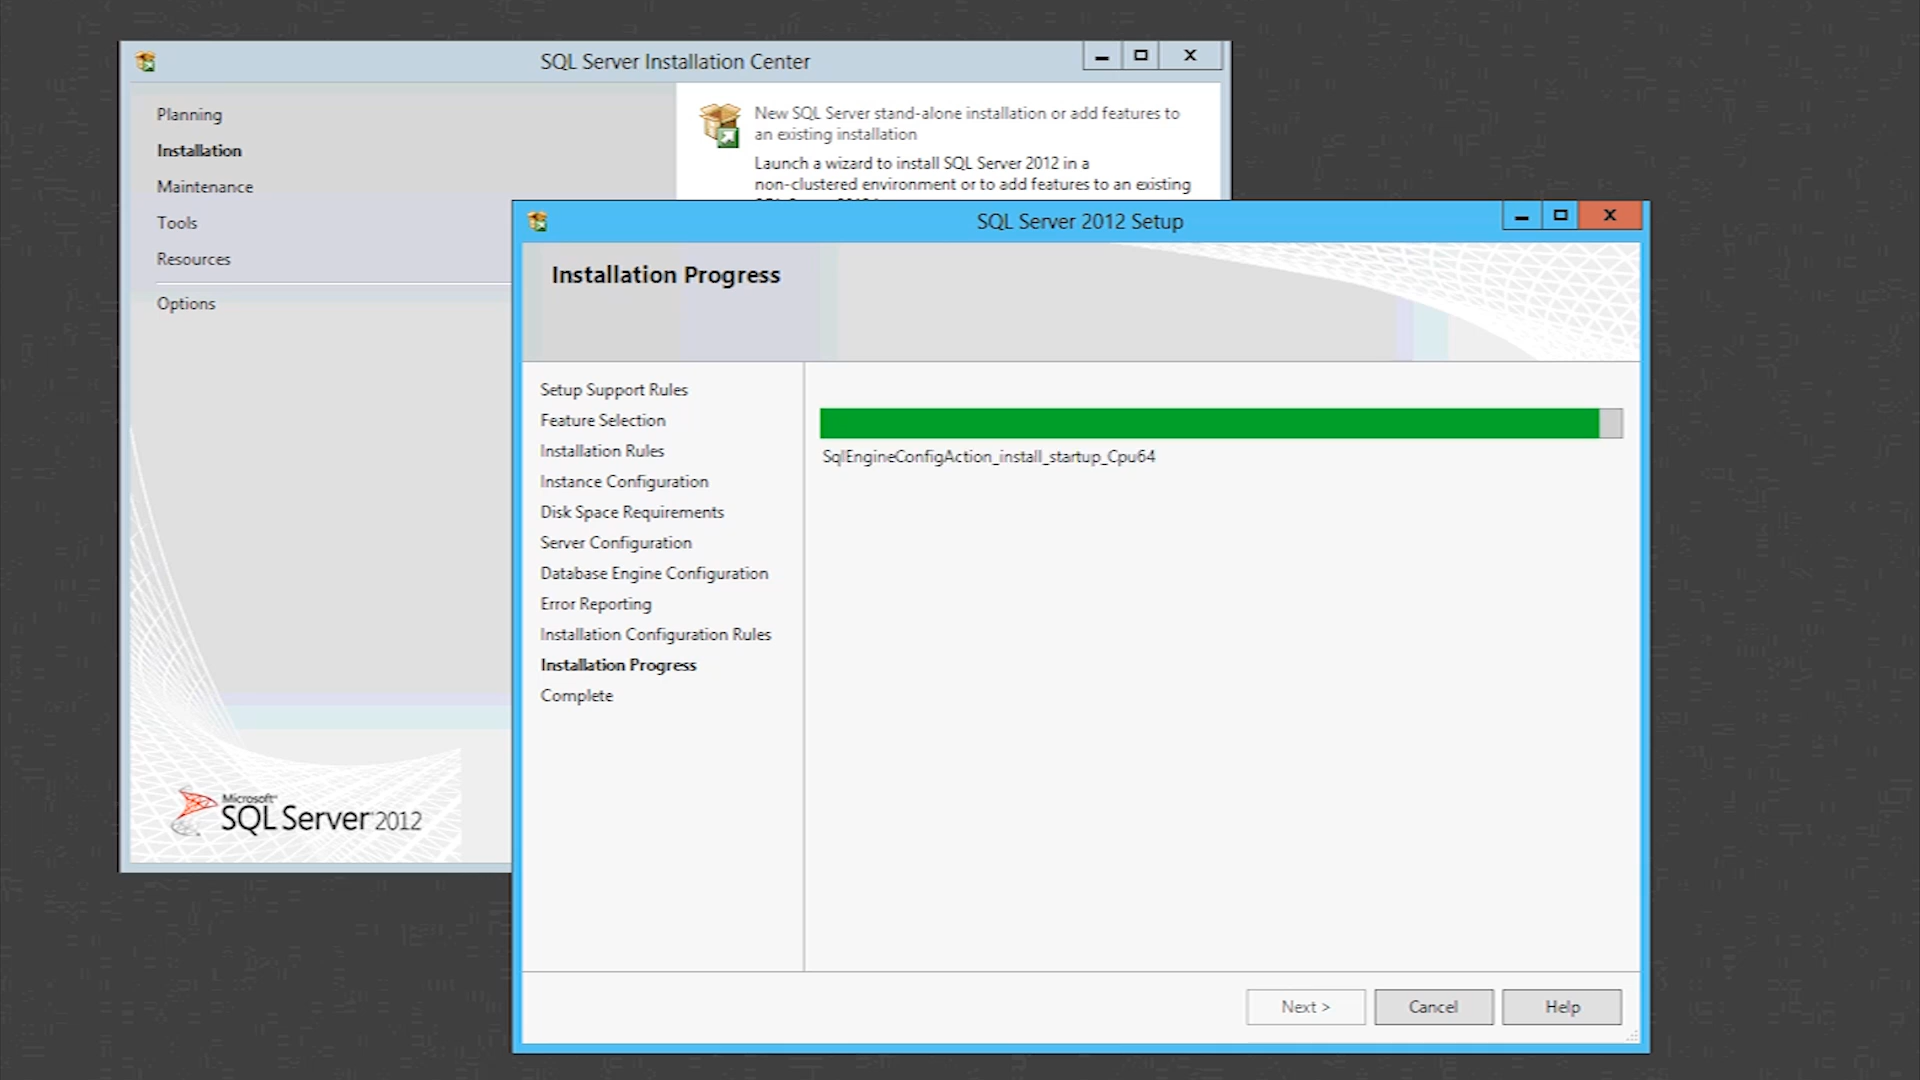 SQL Server Installation Center
Planning
Installation
Maintenance
Tools
Resources
Options
New SQL Server stand-alone installation or add features to
an existing installation
Launch a wizard to install SQL Server 2012 in a
non-clustered environment or to add features to an existing
Microsoft
SQL Server 2012
SQL Server 2012 Setup
Installation Progress
Setup Support Rules
Feature Selection
Installation Rules
Instance Configuration
Disk Space Requirements
Server Configuration
Database Engine Configuration
Error Reporting
Installation Configuration Rules
Installation Progress
Complete
SqlEngineConfigAction_install_startup_Cpu64
Next >
Cancel
Help